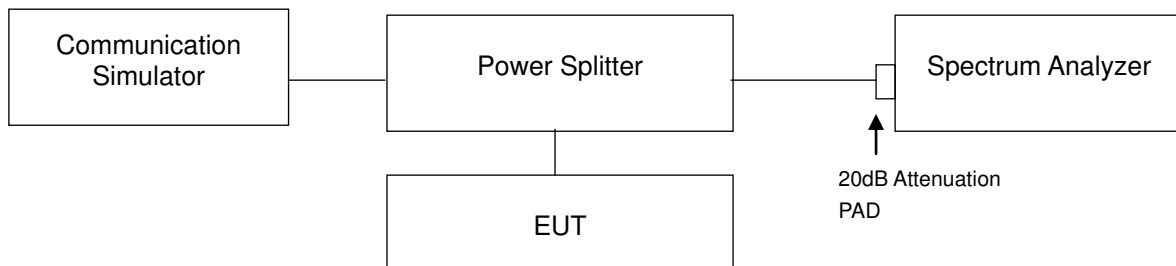 Communication
Simulator
Power Splitter
Spectrum Analyzer
20dB Attenuation
PAD
EUT